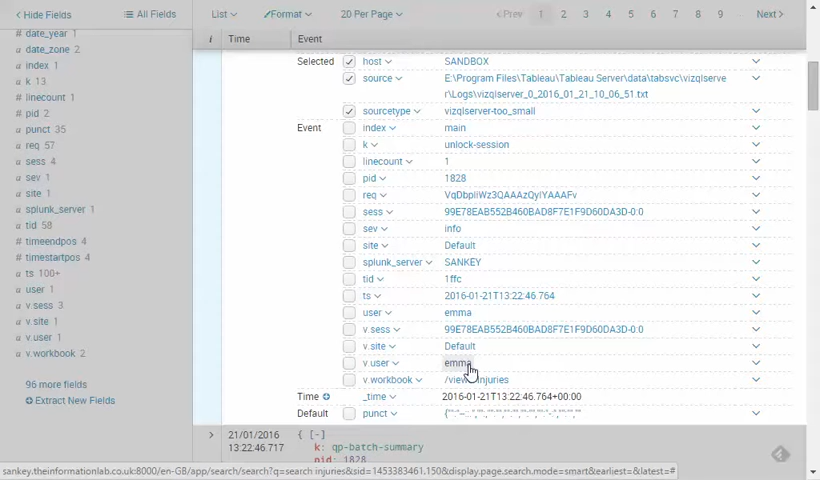 Hide Fields
All Fields
List
Format
20 Per Page
Prev 1 2 3 4 5 6 7 8 9 Next
i Time Event
# date_year 1
a date_zone 2
a index 1
a k 13
# linecount 1
# pid 2
a punct 35
a req 57
a sess 4
a sev 1
a site 1
a splunk_server 1
a tid 58
# timeendpos 4
# timestartpos 4
a ts 100+
a user 1
a v.sess 3
a v.site 1
a v.user 1
a v.workbook 2
96 more fields
Extract New Fields
Selected host SANDBOX
source E:\Program Files\Tableau\Tableau Server\data\tabsvc\vizqlserve
r\Logs\vizqlserver_0_2016_01_21_10_06_51.txt
sourcetype vizqlserver-too_small
Event index main
k unlock-session
linecount 1
pid 1828
req
sess 99E78EAB552B460BAD8F7E1F9D60DA3D-0:0
sev info
site Default
splunk_server SANKEY
tid 1ffc
ts 2016-01-21T13:22:46.764
user emma
v.sess 99E78EAB552B460BAD8F7E1F9D60DA3D-0:0
v.site Default
v.user emma
v.workbook
Time _time 2016-01-21T13:22:46.764+00:00
Default punct
21/01/2016 { [-]
13:22:46.717 k: qp-batch-summary
pid: 1828
sankey.theinformationlab.co.uk:8000/en-GB/app/search/search?q=search injuries&sid=1453383461.150&display.page.search.mode=smart&earliest=&latest=#